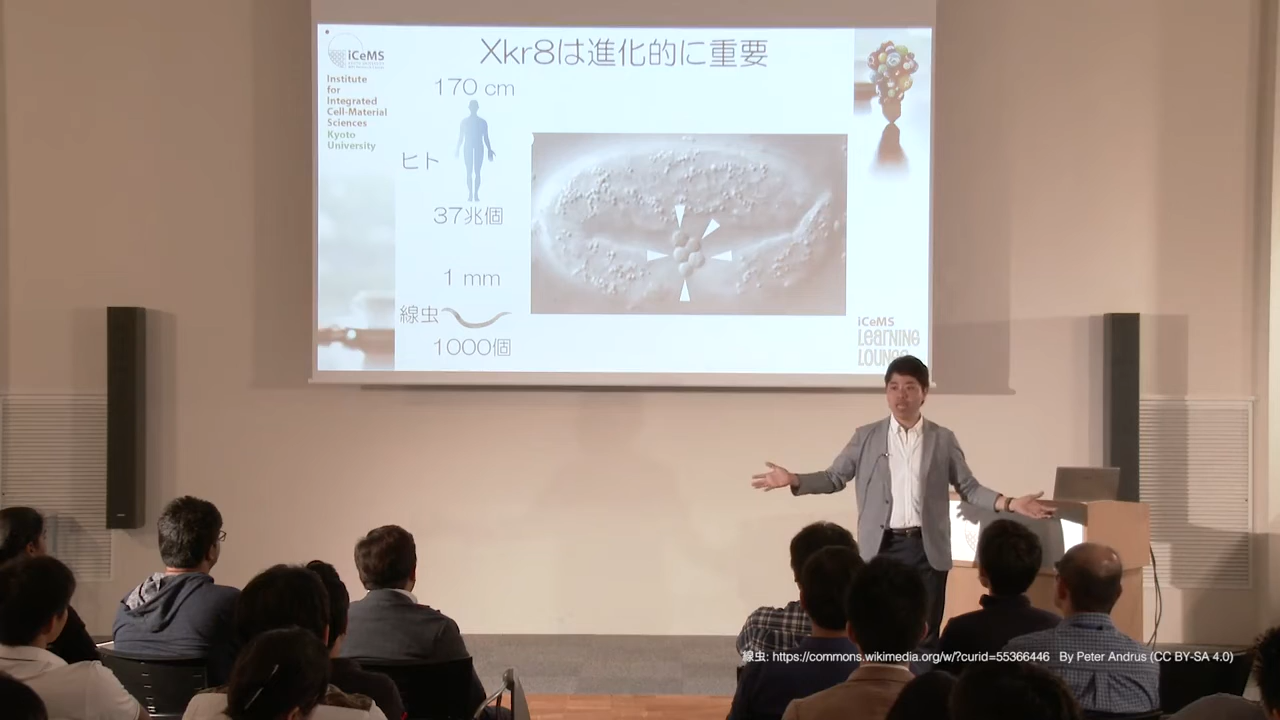 Xkr8は進化的に重要
iCeMS
Institute
for
Integrated
Cell-Material
Sciences
Kyoto
University
170 cm
ヒト
37兆個
1 mm
線虫
1000個
iCeMS
LEARNING
LOUNGE
線虫: https://commons.wikimedia.org/w/?curid=55366446 By Peter Andrus (CC BY-SA 4.0)